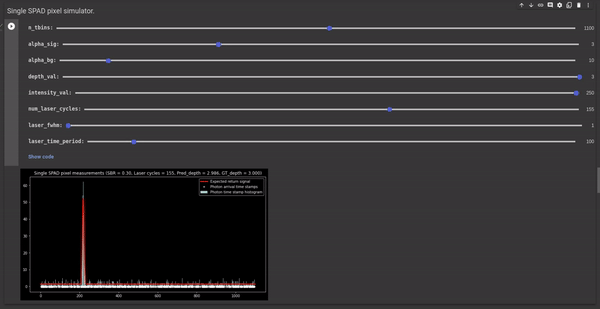 Single SPAD pixel simulator.
n_tbins: 1100
alpha_sig: 3
alpha_bg: 10
depth_val: 3
intensity_val: 250
num_laser_cycles: 155
laser_fwhm: 1
laser_time_period: 100
Show code
Single SPAD pixel measurements (SBR = 0.30, Laser cycles = 155, Pred_depth = 2.984, GT_depth = 3.000)
Expected return signal
Photon arrival time stamps
Photon time stamp histogram
60
50
40
30
20
10
0
0 200 400 600 800 1000